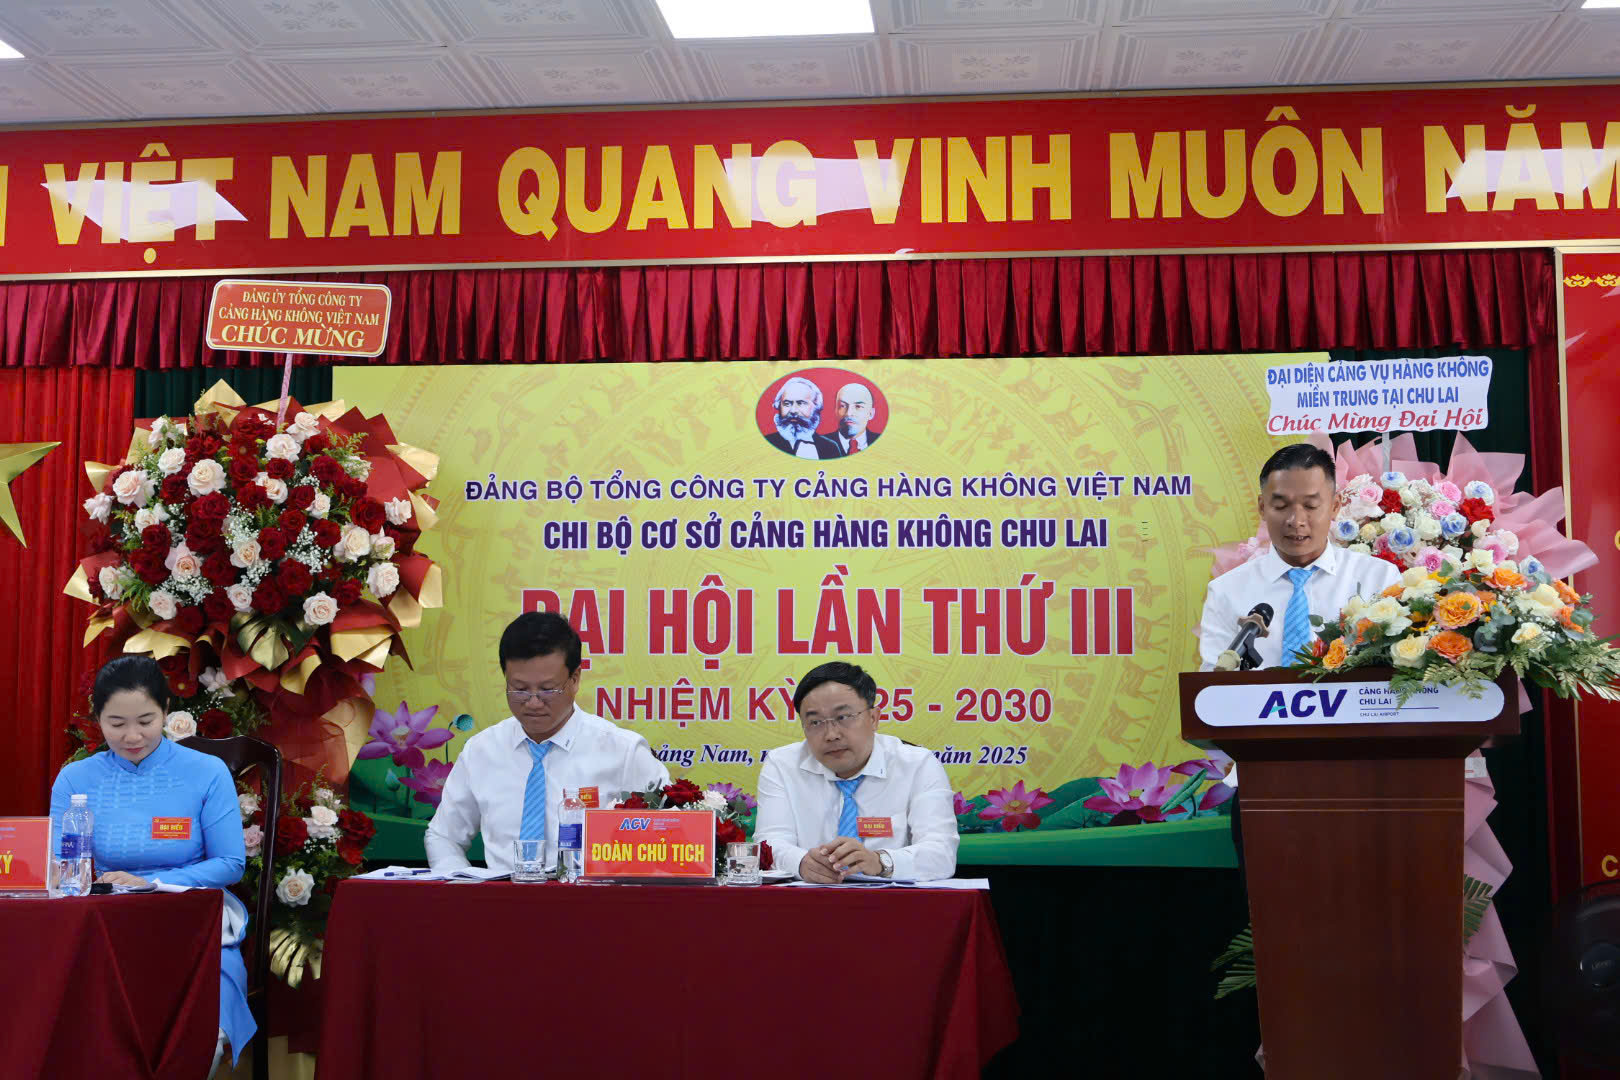 VIỆT NAM QUANG VINH MUÔN NĂM
ĐẢNG ỦY TỔNG CÔNG TY
CẢNG HÀNG KHÔNG VIỆT NAM
CHÚC MỪNG
ĐẠI DIỆN CẢNG VỤ HÀNG KHÔNG
MIỀN TRUNG TẠI CHU LAI
Chúc Mừng Đại Hội
ĐẢNG BỘ TỔNG CÔNG TY CẢNG HÀNG KHÔNG VIỆT NAM
CHI BỘ CƠ SỞ CẢNG HÀNG KHÔNG CHU LAI
ĐẠI HỘI LẦN THỨ III
NHIỆM KỲ 25 - 2030
Nam, năm 2025
ACV
CẢNG HÀNG KHÔNG
CHU LAI
CHU LAI AIRPORT
ACV
ĐOÀN CHỦ TỊCH
ĐẠI BIỂU
ĐẠI BIỂU
KÝ